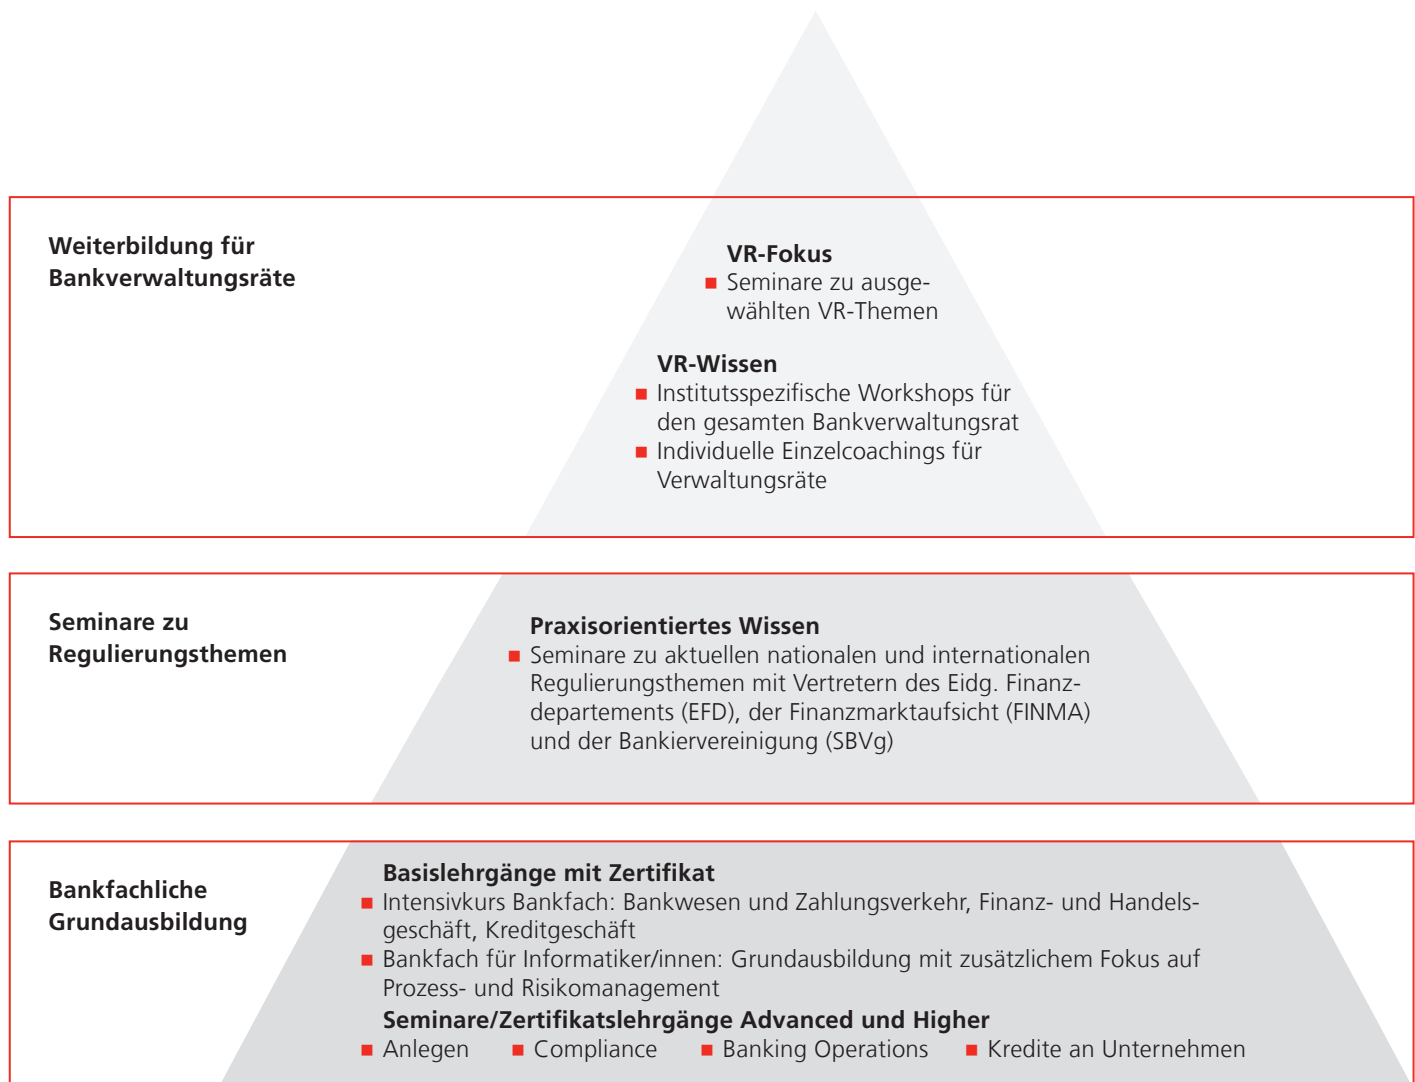 Weiterbildung für
Bankverwaltungsräte
VR-Fokus
■ Seminare zu ausge-
wählten VR-Themen
VR-Wissen
■ Institutsspezifische Workshops für
den gesamten Bankverwaltungsrat
■ Individuelle Einzelcoachings für
Verwaltungsräte
Seminare zu
Regulierungsthemen
Praxisorientiertes Wissen
■ Seminare zu aktuellen nationalen und internationalen
Regulierungsthemen mit Vertretern des Eidg. Finanz-
departements (EFD), der Finanzmarktaufsicht (FINMA)
und der Bankiervereinigung (SBVg)
Bankfachliche
Grundausbildung
Basislehrgänge mit Zertifikat
■ Intensivkurs Bankfach: Bankwesen und Zahlungsverkehr, Finanz- und Handels-
geschäft, Kreditgeschäft
■ Bankfach für Informatiker/innen: Grundausbildung mit zusätzlichem Fokus auf
Prozess- und Risikomanagement
Seminare/Zertifikatslehrgänge Advanced und Higher
■ Anlegen ■ Compliance ■ Banking Operations ■ Kredite an Unternehmen